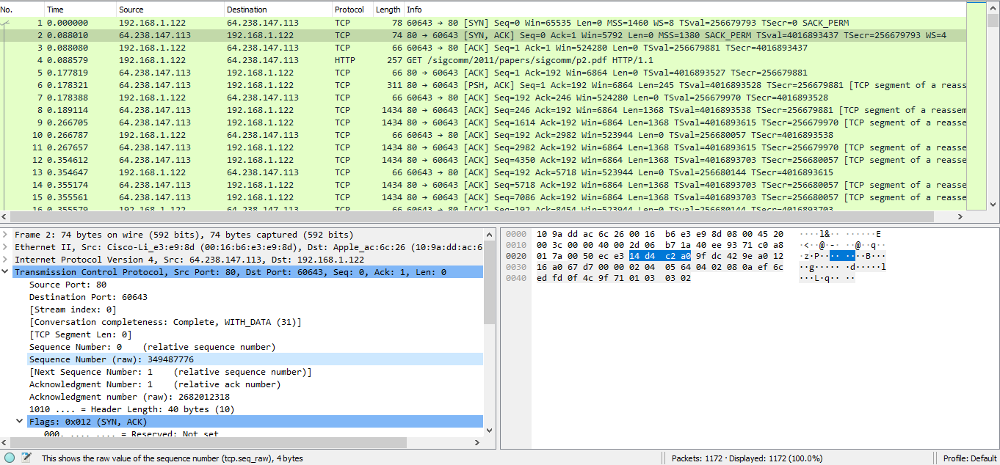 No. Time Source Destination Protocol Length Info
1 0.000000 192.168.1.122 64.238.147.113 TCP 78 60643 → 80 [SYN] Seq=0 Win=65535 Len=0 MSS=1460 WS=8 TSval=256679793 TSecr=0 SACK_PERM
2 0.088010 64.238.147.113 192.168.1.122 TCP 74 80 → 60643 [SYN, ACK] Seq=0 Ack=1 Win=5792 Len=0 MSS=1380 SACK_PERM TSval=4016893437 TSecr=256679793 WS=4
3 0.088080 192.168.1.122 64.238.147.113 TCP 66 60643 → 80 [ACK] Seq=1 Ack=1 Win=524280 Len=0 TSval=256679881 TSecr=4016893437
4 0.088579 192.168.1.122 64.238.147.113 HTTP 257 GET /sigcomm/2011/papers/sigcomm/p2.pdf HTTP/1.1
5 0.177819 64.238.147.113 192.168.1.122 TCP 66 80 → 60643 [ACK] Seq=1 Ack=192 Win=6864 Len=0 TSval=4016893527 TSecr=256679881
6 0.178321 64.238.147.113 192.168.1.122 TCP 311 80 → 60643 [PSH, ACK] Seq=1 Ack=192 Win=6864 Len=245 TSval=4016893528 TSecr=256679881 [TCP segment of a reass
7 0.178388 192.168.1.122 64.238.147.113 TCP 66 60643 → 80 [ACK] Seq=192 Ack=246 Win=524280 Len=0 TSval=256679970 TSecr=4016893528
8 0.189114 64.238.147.113 192.168.1.122 TCP 1434 80 → 60643 [ACK] Seq=246 Ack=192 Win=6864 Len=1368 TSval=4016893538 TSecr=256679881 [TCP segment of a reassem
9 0.266705 64.238.147.113 192.168.1.122 TCP 1434 80 → 60643 [ACK] Seq=1614 Ack=192 Win=6864 Len=1368 TSval=4016893615 TSecr=256679970 [TCP segment of a reasse
10 0.266787 192.168.1.122 64.238.147.113 TCP 66 60643 → 80 [ACK] Seq=192 Ack=2982 Win=523944 Len=0 TSval=256680057 TSecr=4016893538
11 0.267657 64.238.147.113 192.168.1.122 TCP 1434 80 → 60643 [ACK] Seq=2982 Ack=192 Win=6864 Len=1368 TSval=4016893615 TSecr=256679970 [TCP segment of a reasse
12 0.354612 64.238.147.113 192.168.1.122 TCP 1434 80 → 60643 [ACK] Seq=4350 Ack=192 Win=6864 Len=1368 TSval=4016893703 TSecr=256680057 [TCP segment of a reasse
13 0.354647 192.168.1.122 64.238.147.113 TCP 66 60643 → 80 [ACK] Seq=192 Ack=5718 Win=523944 Len=0 TSval=256680144 TSecr=4016893615
14 0.355174 64.238.147.113 192.168.1.122 TCP 1434 80 → 60643 [ACK] Seq=5718 Ack=192 Win=6864 Len=1368 TSval=4016893703 TSecr=256680057 [TCP segment of a reasse
15 0.355561 64.238.147.113 192.168.1.122 TCP 1434 80 → 60643 [ACK] Seq=7086 Ack=192 Win=6864 Len=1368 TSval=4016893703 TSecr=256680057 [TCP segment of a reasse
16 0.355579 192.168.1.122 64.238.147.113 TCP 66 60643 → 80 [ACK] Seq=192 Ack=8454 Win=523944 Len=0 TSval=256680144 TSecr=4016893703
Frame 2: 74 bytes on wire (592 bits), 74 bytes captured (592 bits)
Ethernet II, Src: Cisco-Li_e3:e9:8d (00:16:b6:e3:e9:8d), Dst: Apple_ac:6c:26 (10:9a:dd:ac:6
Internet Protocol Version 4, Src: 64.238.147.113, Dst: 192.168.1.122
Transmission Control Protocol, Src Port: 80, Dst Port: 60643, Seq: 0, Ack: 1, Len: 0
Source Port: 80
Destination Port: 60643
[Stream index: 0]
[Conversation completeness: Complete, WITH_DATA (31)]
[TCP Segment Len: 0]
Sequence Number: 0 (relative sequence number)
Sequence Number (raw): 349487776
[Next Sequence Number: 1 (relative sequence number)]
Acknowledgment Number: 1 (relative ack number)
Acknowledgment number (raw): 2682012318
1010 .... = Header Length: 40 bytes (10)
Flags: 0x012 (SYN, ACK)
000. .... .... = Reserved: Not set
0000 10 9a dd ac 6c 26 00 16 b6 e3 e9 8d 08 00 45 20 ····l&·· ······E
0010 00 3c 00 00 40 00 2d 06 b7 1a 40 ee 93 71 c0 a8 ·<··@·-· ··@··q··
0020 01 7a 00 50 ec e3 14 d4 c2 a0 9f dc 42 9e a0 12 ·z·P···· ····B···
0030 16 a0 67 d7 00 00 02 04 05 64 04 02 08 0a ef 6c ··g····· ·d·····l
0040 ed fd 0f 4c 9f 71 01 03 03 02 ···L·q·· ··
This shows the raw value of the sequence number (tcp.seq_raw), 4 bytes
Packets: 1172 · Displayed: 1172 (100.0%)
Profile: Default